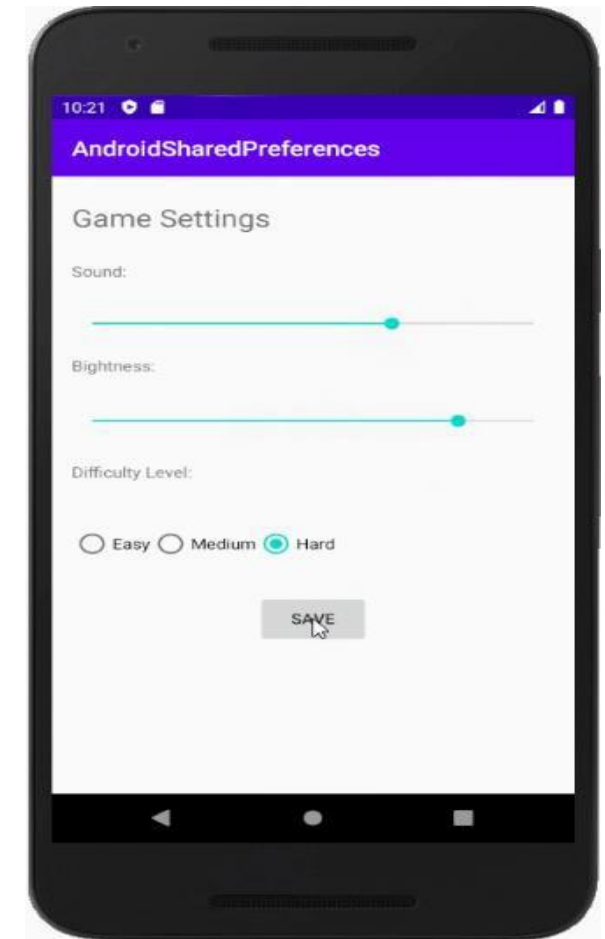 10:21
AndroidSharedPreferences
Game Settings
Sound:
Bightness:
Difficulty Level:
Easy Medium Hard
SAVE